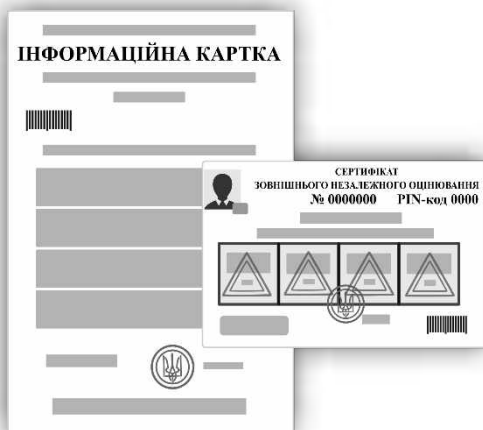 ІНФОРМАЦІЙНА КАРТКА
СЕРТИФІКАТ
ЗОВНІШНЬОГО НЕЗАЛЕЖНОГО ОЦІНЮВАННЯ
№ 0000000 PIN-код 0000